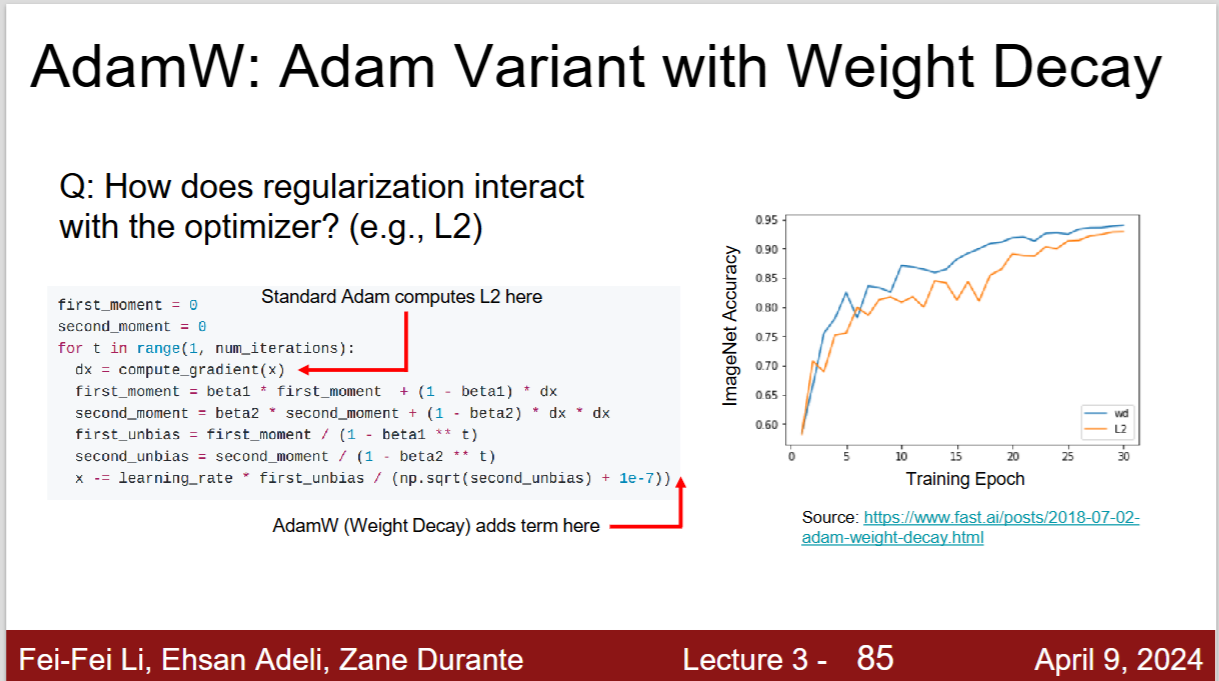 AdamW: Adam Variant with Weight Decay
Q: How does regularization interact
with the optimizer? (e.g., L2)
Standard Adam computes L2 here
first_moment = 0
second_moment = 0
for t in range(1, num_iterations):
dx = compute_gradient(x)
first_moment = beta1 * first_moment + (1 - beta1) * dx
second_moment = beta2 * second_moment + (1 - beta2) * dx * dx
first_unbias = first_moment / (1 - beta1 ** t)
second_unbias = second_moment / (1 - beta2 ** t)
x -= learning_rate * first_unbias / (np.sqrt(second_unbias) + 1e-7))
AdamW (Weight Decay) adds term here
ImageNet Accuracy
0.95
0.90
0.85
0.80
0.75
0.70
0.65
0.60
wd
L2
0 5 10 15 20 25 30
Training Epoch
Source: https://www.fast.ai/posts/2018-07-02-
adam-weight-decay.html
Fei-Fei Li, Ehsan Adeli, Zane Durante Lecture 3 - 85 April 9, 2024